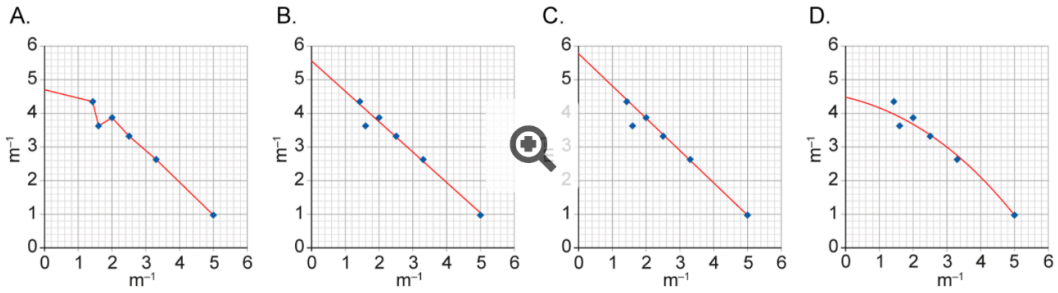 A.
B.
C.
D.
6 6 6 6
5 5 5 5
4 4 4 4
3 3 3 3
2 2 2 2
1 1 1 1
0 0 0 0
m⁻¹ m⁻¹ m⁻¹
0 1 2 3 4 5 6 0 1 2 3 4 5 6 0 1 2 3 4 5 6 0 1 2 3 4 5 6
m⁻¹ m⁻¹ m⁻¹ m⁻¹